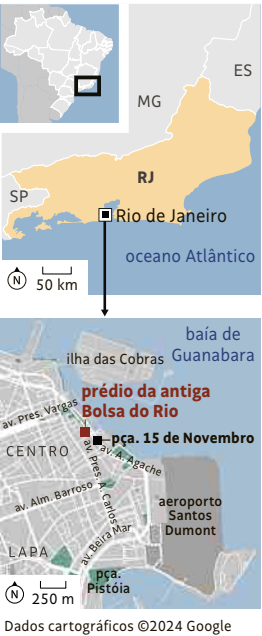 ES
MG
RJ
SP
Rio de Janeiro
oceano Atlântico
N
50 km
baía de
Guanabara
ilha das Cobras
prédio da antiga
Bolsa do Rio
av. Pres. Vargas
pça. 15 de Novembro
CENTRO
av. A. Agache
av. Pres. A. Carlos
av. Alm. Barroso
aeroporto
Santos
Dumont
av. Beira Mar
LAPA
pça.
Pistóia
N
250 m
Dados cartográficos ©2024 Google